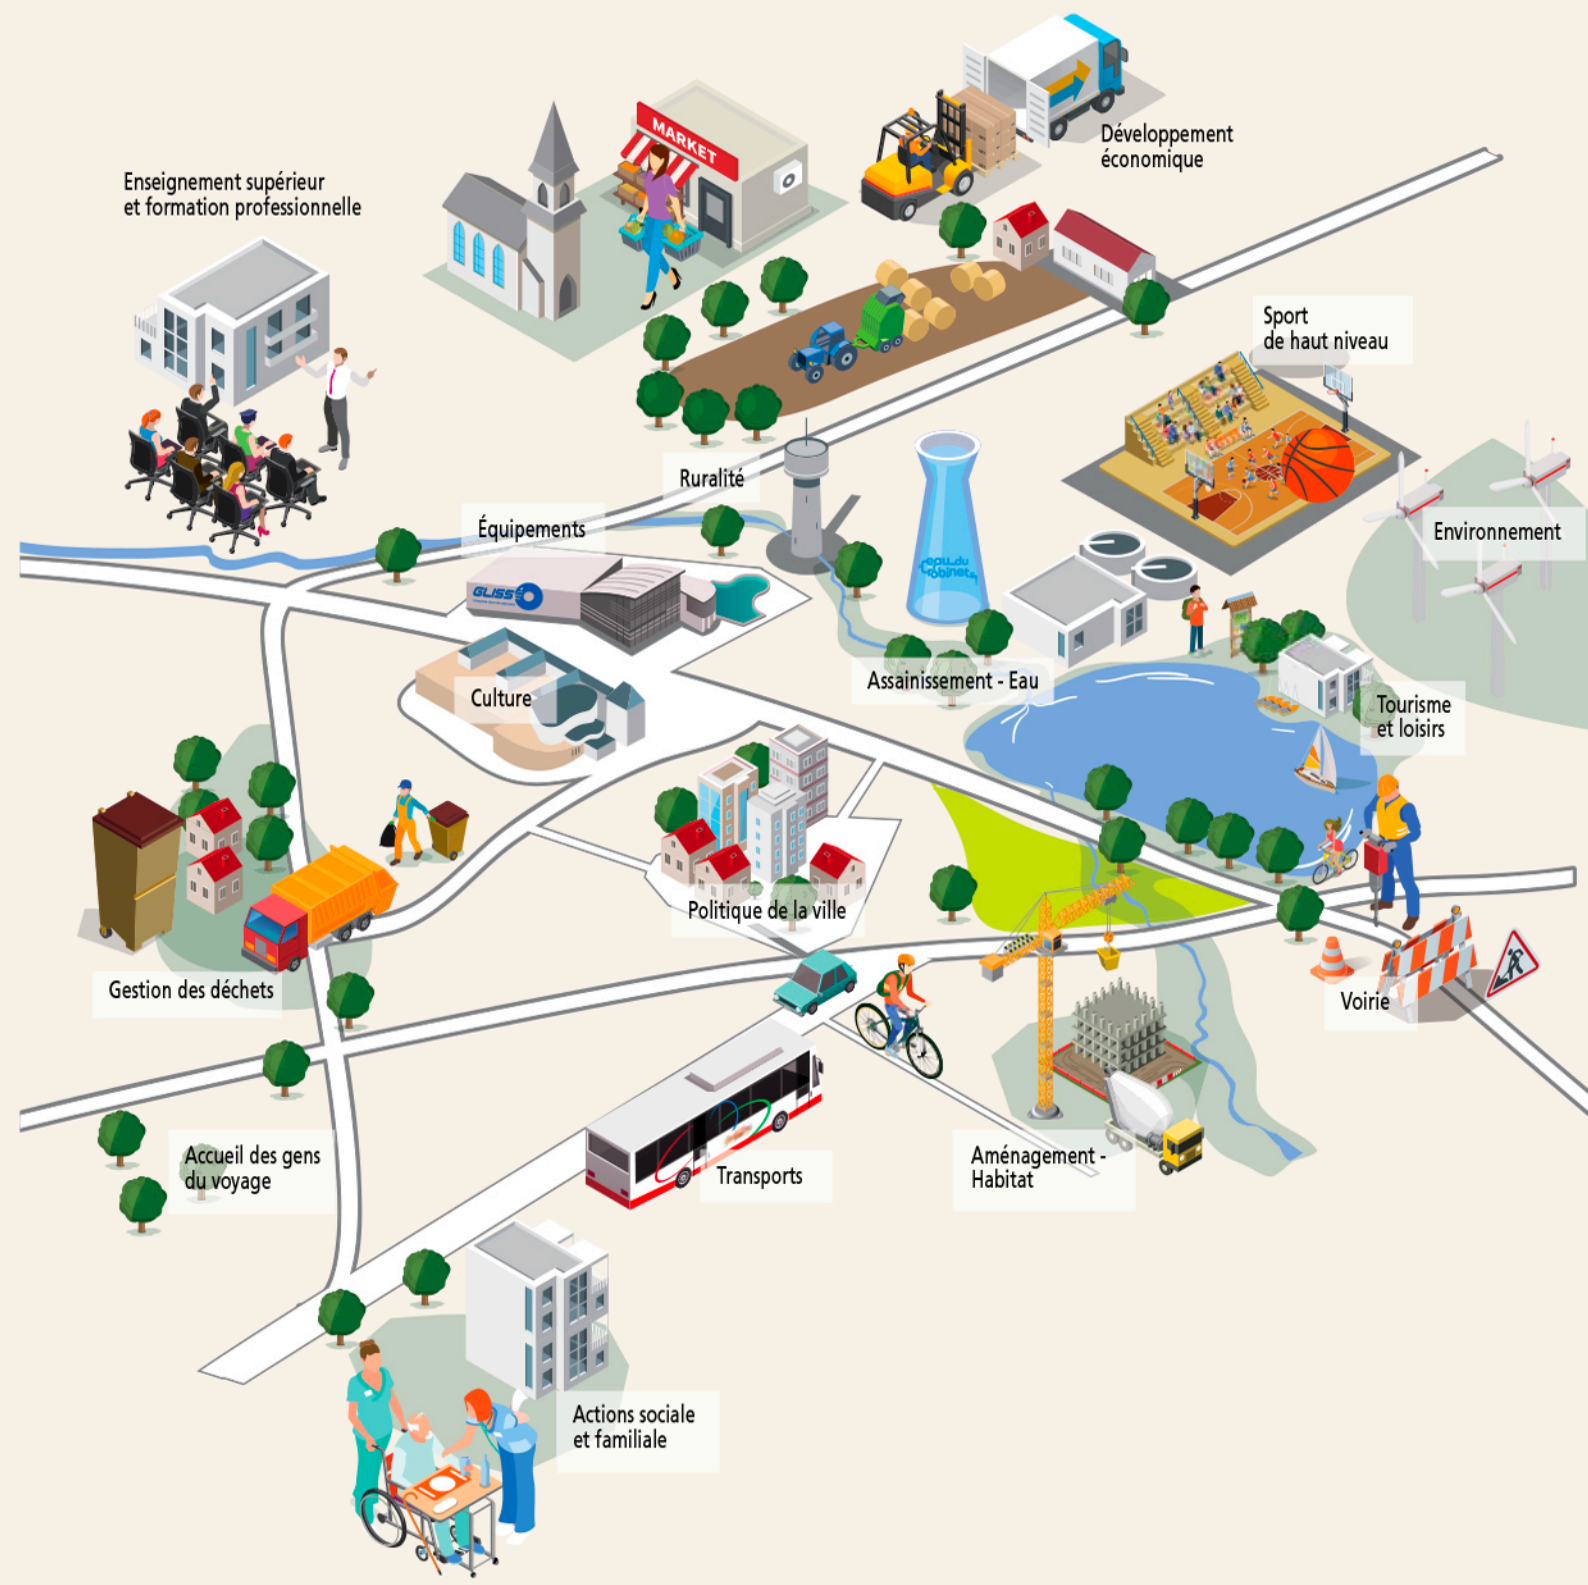 MARKET
Développement
économique
Enseignement supérieur
et formation professionnelle
Sport
de haut niveau
Ruralité
Équipements
Environnement
GLISSÉO
eau du
robinet
Assainissement - Eau
Culture
Tourisme
et loisirs
Politique de la ville
Gestion des déchets
Voirie
Accueil des gens
du voyage
Transports
Aménagement -
Habitat
Actions sociale
et familiale